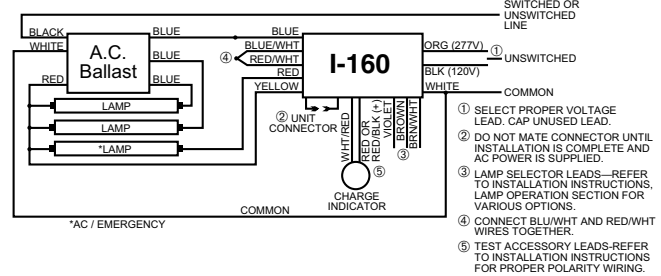 SWITCHED OR
UNSWITCHED
LINE
BLACK
BLUE
BLUE
WHITE
BLUE/WHT
ORG (277V)
①
A.C.
Ballast
BLUE
④
RED/WHT
I-160
UNSWITCHED
RED
BLUE
RED
BLK (120V)
YELLOW
WHITE
COMMON
LAMP
LAMP
*LAMP
② UNIT
CONNECTOR
WHT/RED
RED OR
RED/BLK (+)
VIOLET
BROWN
BRN/WHT
③
⑤
CHARGE
INDICATOR
COMMON
*AC / EMERGENCY
① SELECT PROPER VOLTAGE
LEAD. CAP UNUSED LEAD.
② DO NOT MATE CONNECTOR UNTIL
INSTALLATION IS COMPLETE AND
AC POWER IS SUPPLIED.
③ LAMP SELECTOR LEADS—REFER
TO INSTALLATION INSTRUCTIONS,
LAMP OPERATION SECTION FOR
VARIOUS OPTIONS.
④ CONNECT BLU/WHT AND RED/WHT
WIRES TOGETHER.
⑤ TEST ACCESSORY LEADS-REFER
TO INSTALLATION INSTRUCTIONS
FOR PROPER POLARITY WIRING.